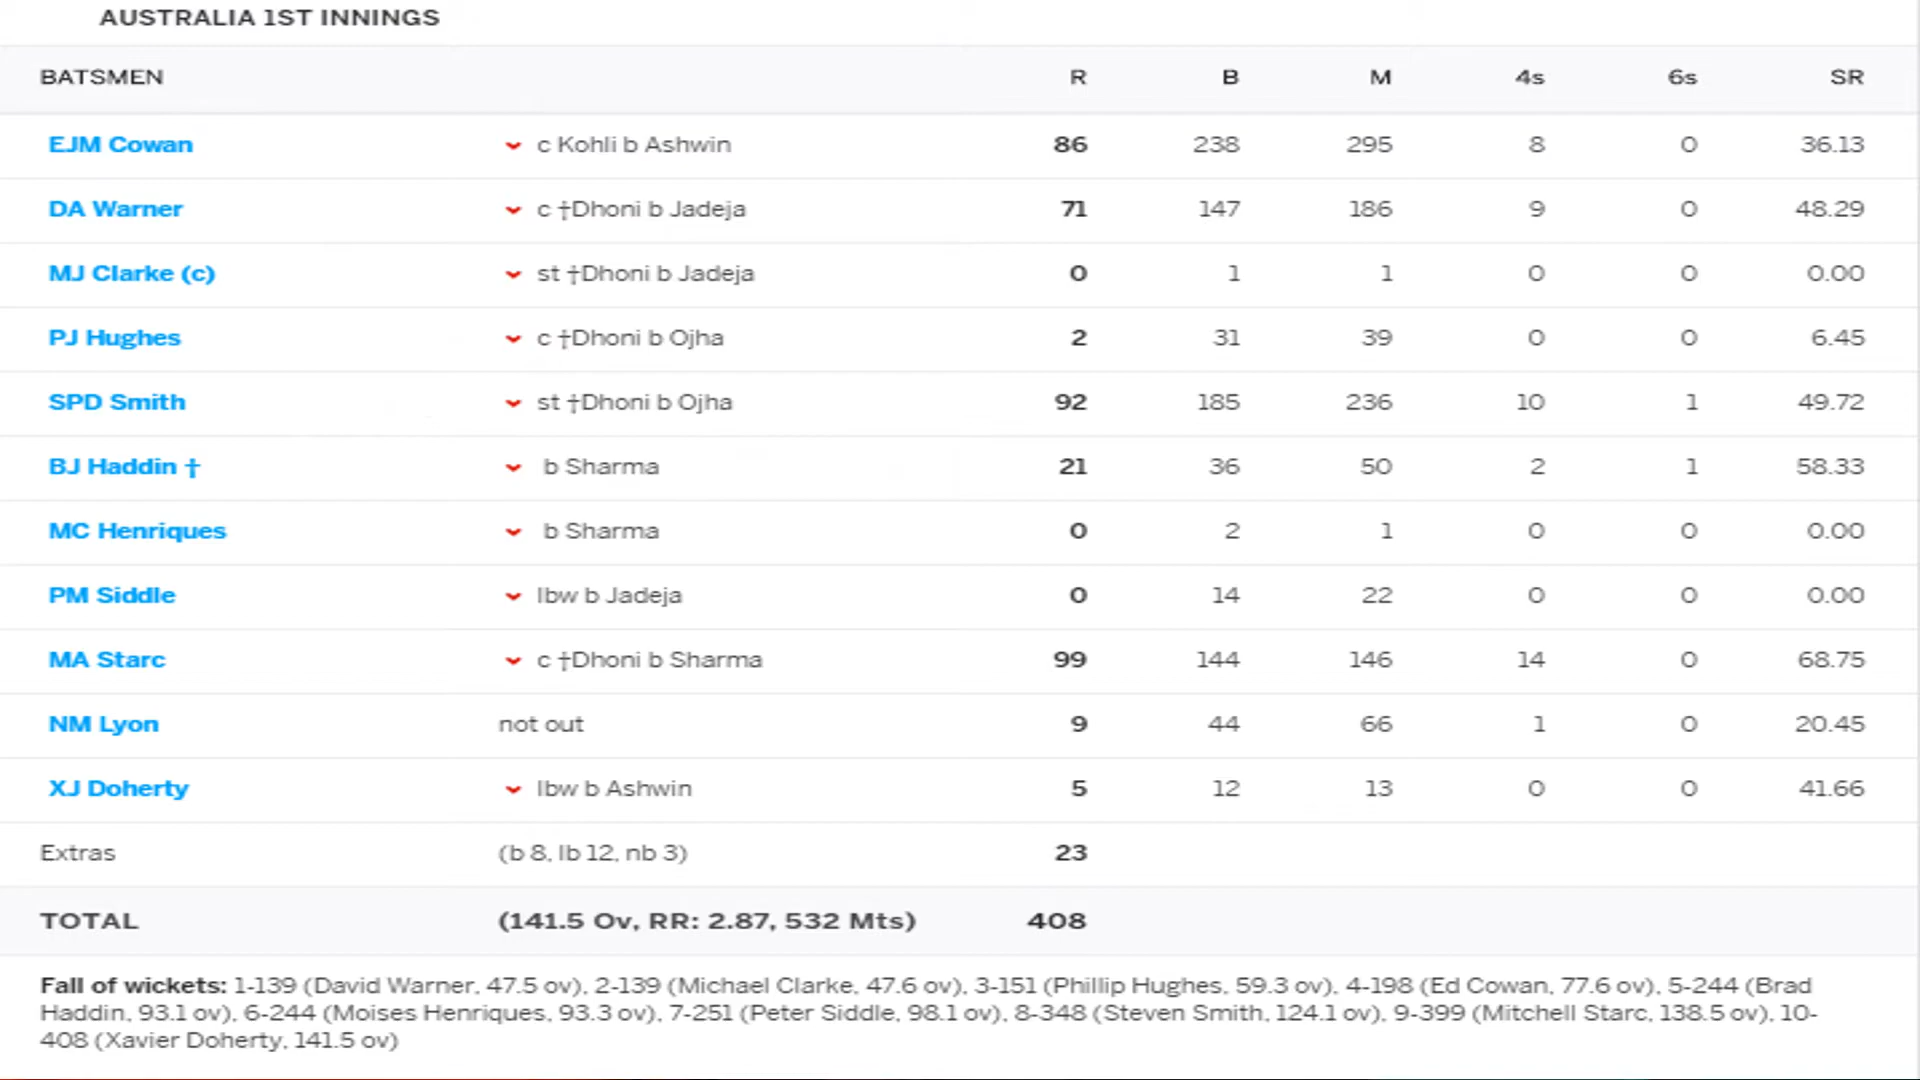 AUSTRALIA 1ST INNINGS
BATSMEN R B M 4s 6s SR
EJM Cowan c Kohli b Ashwin 86 238 295 8 0 36.13
DA Warner c †Dhoni b Jadeja 71 147 186 9 0 48.29
MJ Clarke (c) st †Dhoni b Jadeja 0 1 1 0 0 0.00
PJ Hughes c †Dhoni b Ojha 2 31 39 0 0 6.45
SPD Smith st †Dhoni b Ojha 92 185 236 10 1 49.72
BJ Haddin † b Sharma 21 36 50 2 1 58.33
MC Henriques b Sharma 0 2 1 0 0 0.00
PM Siddle lbw b Jadeja 0 14 22 0 0 0.00
MA Starc c †Dhoni b Sharma 99 144 146 14 0 68.75
NM Lyon not out 9 44 66 1 0 20.45
XJ Doherty lbw b Ashwin 5 12 13 0 0 41.66
Extras (b 8, lb 12, nb 3) 23
TOTAL (141.5 Ov, RR: 2.87, 532 Mts) 408
Fall of wickets: 1-139 (David Warner, 47.5 ov), 2-139 (Michael Clarke, 47.6 ov), 3-151 (Phillip Hughes, 59.3 ov), 4-198 (Ed Cowan, 77.6 ov), 5-244 (Brad
Haddin, 93.1 ov), 6-244 (Moises Henriques, 93.3 ov), 7-251 (Peter Siddle, 98.1 ov), 8-348 (Steven Smith, 124.1 ov), 9-399 (Mitchell Starc, 138.5 ov), 10-
408 (Xavier Doherty, 141.5 ov)